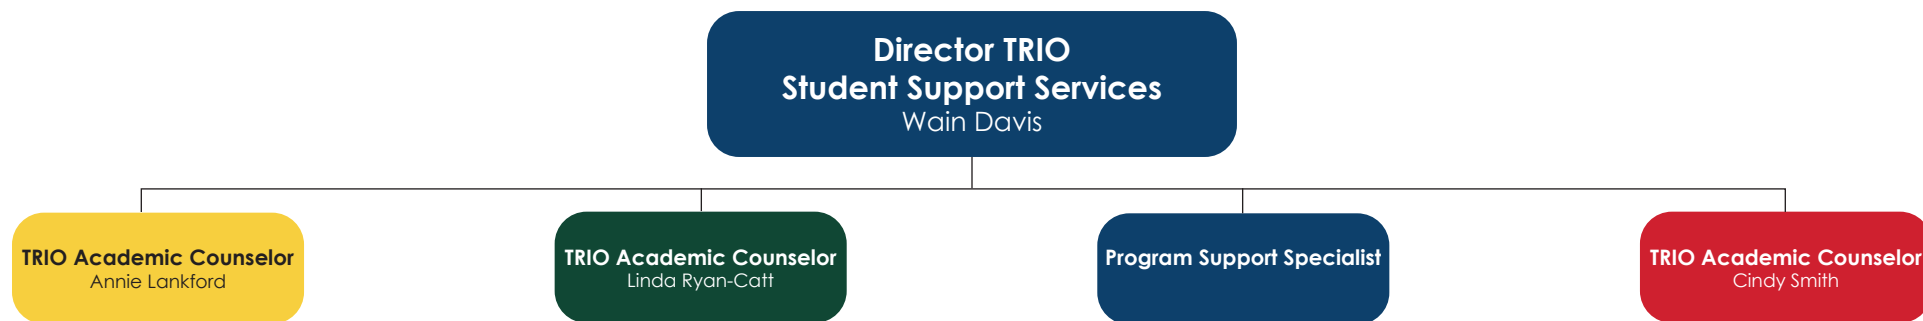 Director TRIO
Student Support Services
Wain Davis
TRIO Academic Counselor
Annie Lankford
TRIO Academic Counselor
Linda Ryan-Catt
Program Support Specialist
TRIO Academic Counselor
Cindy Smith